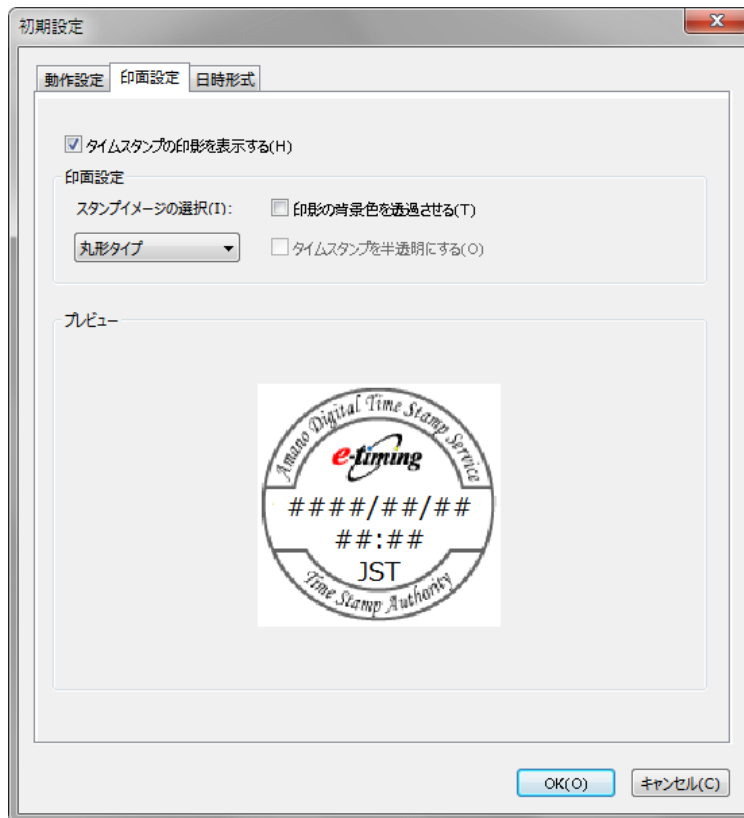 初期設定
動作設定 印面設定 日時形式
タイムスタンプの印影を表示する(H)
印面設定
スタンプイメージの選択(I): 印影の背景色を透過させる(T)
丸形タイプ タイムスタンプを半透明にする(O)
プレビュー
Amano Digital Time Stamp Service
e-timing
####/##/##
##:##
JST
Time Stamp Authority
OK(O) キャンセル(C)